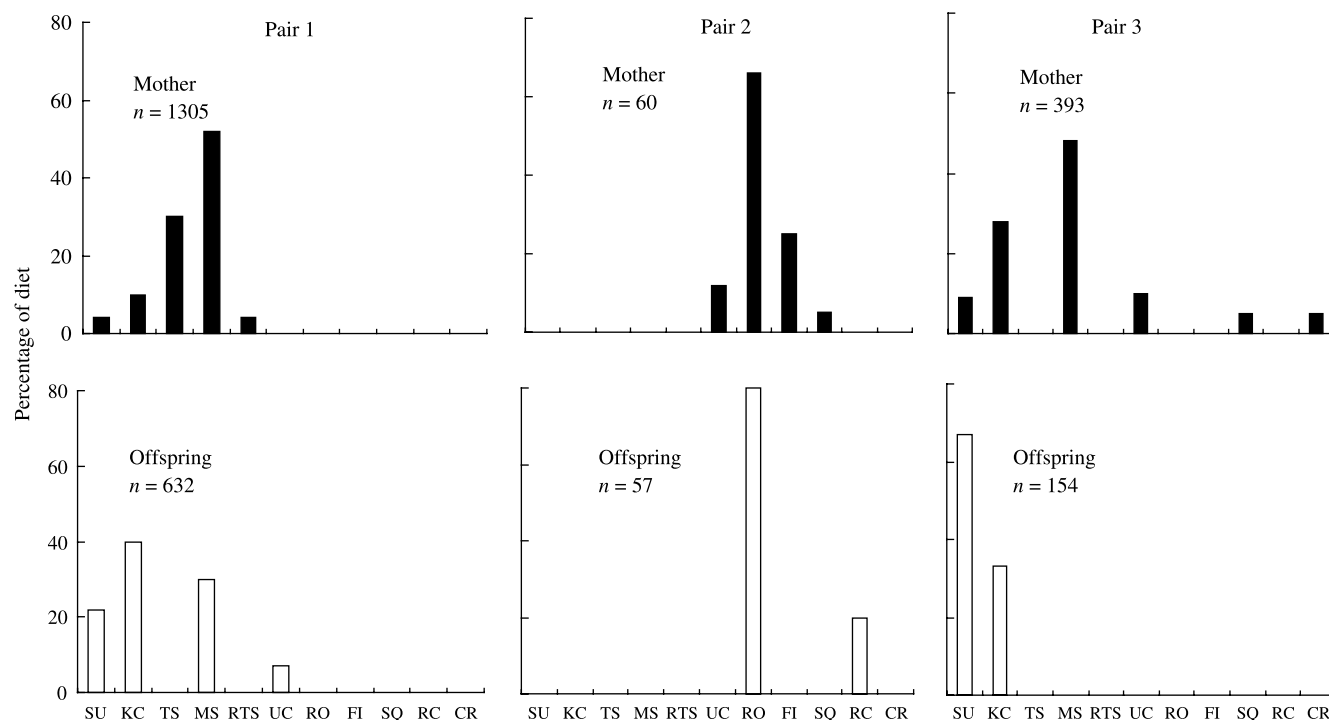 Pair 1
Pair 2
Pair 3
Percentage of diet
80
60
40
20
0
Mother
n = 1305
Mother
n = 60
Mother
n = 393
80
60
40
20
0
Offspring
n = 632
Offspring
n = 57
Offspring
n = 154
SU KC TS MS RTS UC RO FI SQ RC CR
SU KC TS MS RTS UC RO FI SQ RC CR
SU KC TS MS RTS UC RO FI SQ RC CR